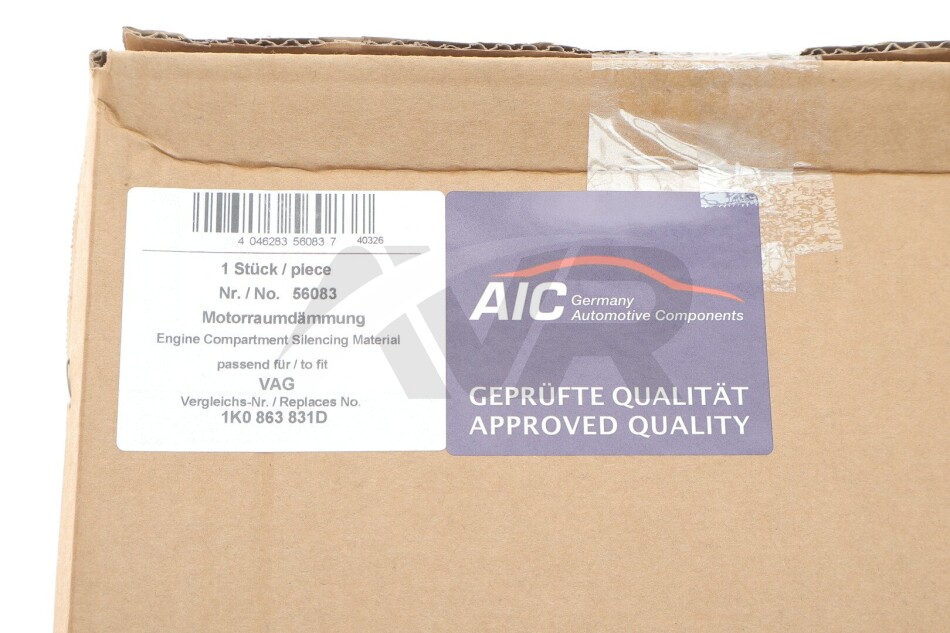 4 046283 56083 7 40326
1 Stück / piece
Nr. / No. 56083
Motorraumdämmung
Engine Compartment Silencing Material
passend für / to fit
VAG
Vergleichs-Nr. / Replaces No.
1K0 863 831D
AIC Germany
Automotive Components
GEPRÜFTE QUALITÄT
APPROVED QUALITY